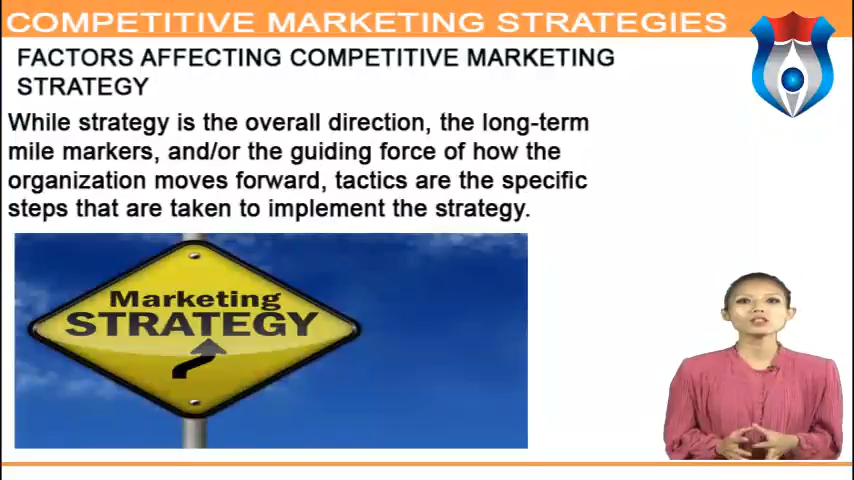 COMPETITIVE MARKETING STRATEGIES
FACTORS AFFECTING COMPETITIVE MARKETING
STRATEGY
While strategy is the overall direction, the long-term
mile markers, and/or the guiding force of how the
organization moves forward, tactics are the specific
steps that are taken to implement the strategy.
Marketing
STRATEGY